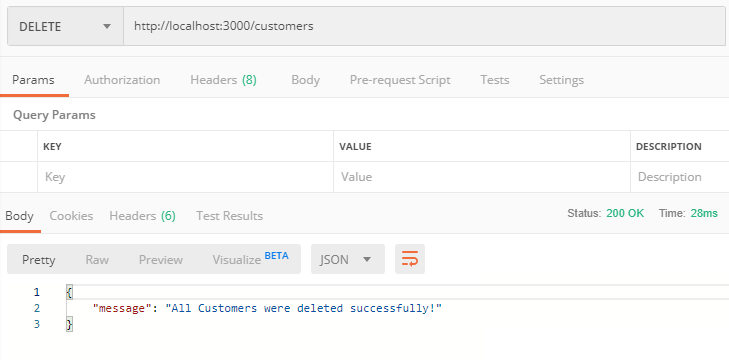 DELETE http://localhost:3000/customers
Params Authorization Headers (8) Body Pre-request Script Tests Settings
Query Params
KEY VALUE DESCRIPTION
Key Value Description
Body Cookies Headers (6) Test Results Status: 200 OK Time: 28ms
Pretty Raw Preview Visualize BETA JSON
1 {
2 "message": "All Customers were deleted successfully!"
3 }